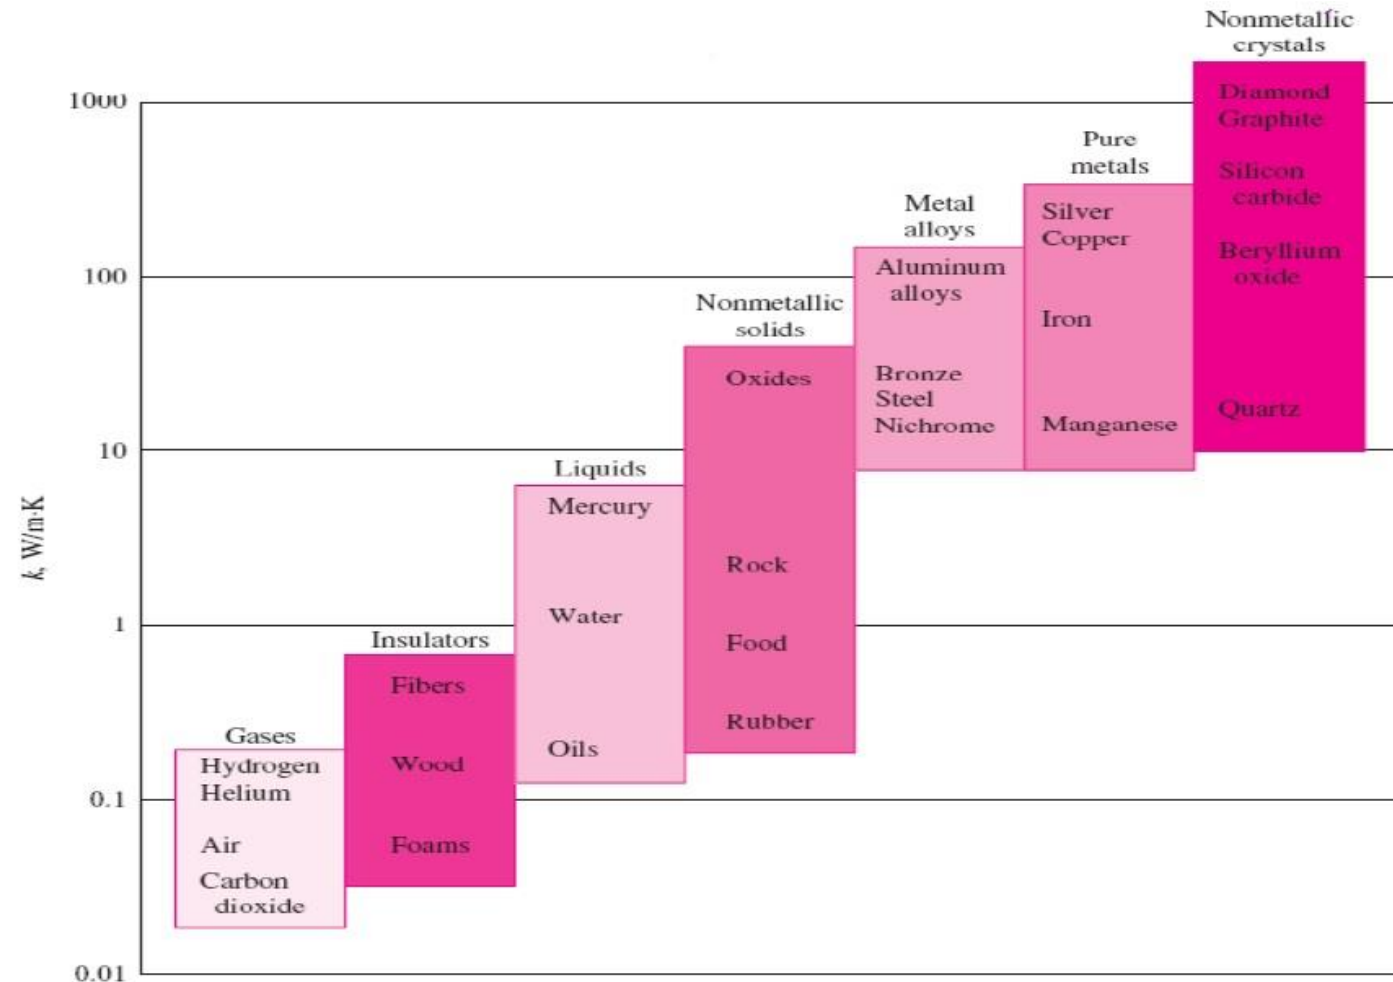 Nonmetallic
crystals
1000
Diamond
Graphite
Pure
metals
Silicon
carbide
Metal
alloys
Silver
Copper
Beryllium
oxide
100
Aluminum
alloys
Nonmetallic
solids
Iron
Oxides
Bronze
Steel
Nichrome
Manganese
Quartz
10
Liquids
Mercury
k, W/m·K
Rock
Water
1
Insulators
Food
Fibers
Rubber
Gases
Oils
Hydrogen
Helium
Wood
0.1
Air
Foams
Carbon
dioxide
0.01